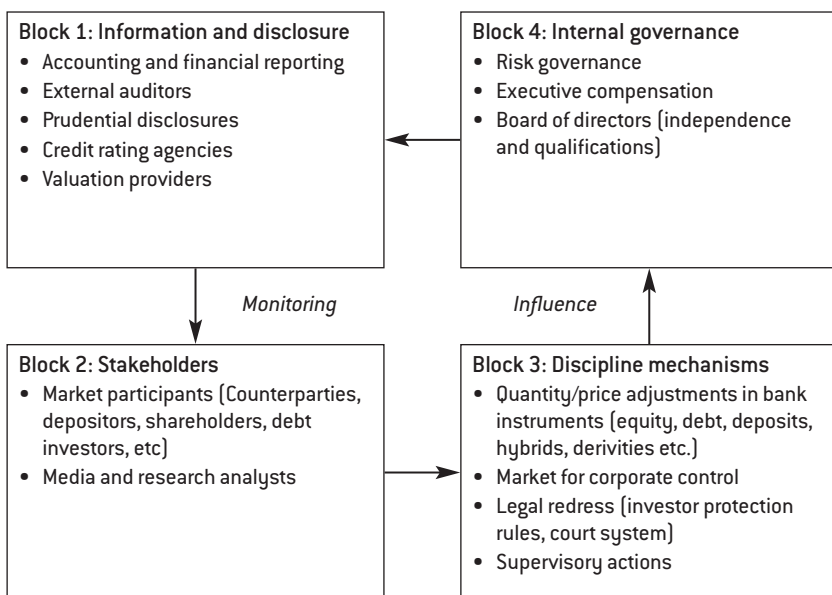 Block 1: Information and disclosure
• Accounting and financial reporting
• External auditors
• Prudential disclosures
• Credit rating agencies
• Valuation providers
Block 4: Internal governance
• Risk governance
• Executive compensation
• Board of directors (independence
and qualifications)
Monitoring
Influence
Block 2: Stakeholders
• Market participants (Counterparties,
depositors, shareholders, debt
investors, etc)
• Media and research analysts
Block 3: Discipline mechanisms
• Quantity/price adjustments in bank
instruments (equity, debt, deposits,
hybrids, derivities etc.)
• Market for corporate control
• Legal redress (investor protection
rules, court system)
• Supervisory actions